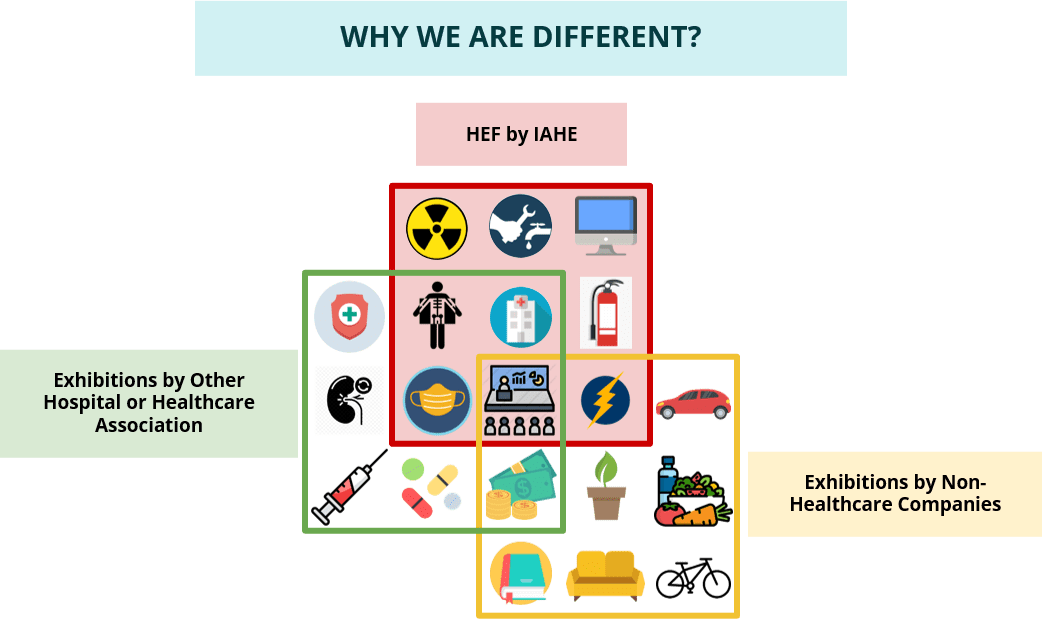 WHY WE ARE DIFFERENT?
HEF by IAHE
Exhibitions by Other
Hospital or Healthcare
Association
Exhibitions by Non-
Healthcare Companies